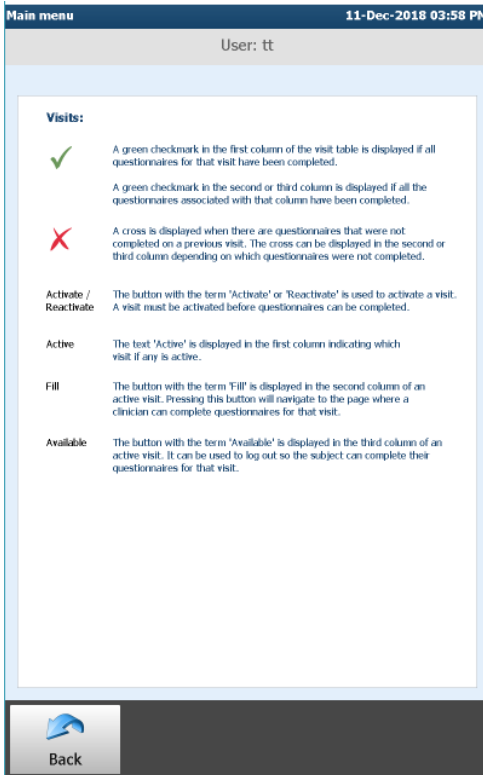 Main menu 11-Dec-2018 03:58 PM
User: tt
Visits:
A green checkmark in the first column of the visit table is displayed if all
questionnaires for that visit have been completed.
A green checkmark in the second or third column is displayed if all the
questionnaires associated with that column have been completed.
A cross is displayed when there are questionnaires that were not
completed on a previous visit. The cross can be displayed in the second or
third column depending on which questionnaires were not completed.
Activate / The button with the term 'Activate' or 'Reactivate' is used to activate a visit.
Reactivate A visit must be activated before questionnaires can be completed.
Active The text 'Active' is displayed in the first column indicating which
visit if any is active.
Fill The button with the term 'Fill' is displayed in the second column of an
active visit. Pressing this button will navigate to the page where a
clinician can complete questionnaires for that visit.
Available The button with the term 'Available' is displayed in the third column of an
active visit. It can be used to log out so the subject can complete their
questionnaires for that visit.
Back